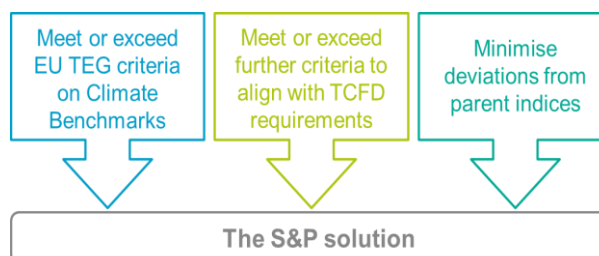 Meet or exceed
EU TEG criteria
on Climate
Benchmarks
Meet or exceed
further criteria to
align with TCFD
requirements
Minimise
deviations from
parent indices
The S&P solution